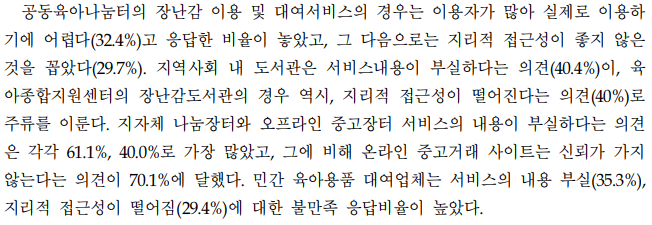 공동육아나눔터의 장난감 이용 및 대여서비스의 경우는 이용자가 많아 실제로 이용하
기에 어렵다(32.4%)고 응답한 비율이 놓았고, 그 다음으로는 지리적 접근성이 좋지 않은
것을 꼽았다(29.7%). 지역사회 내 도서관은 서비스내용이 부실하다는 의견(40.4%)이, 육
아종합지원센터의 장난감도서관의 경우 역시, 지리적 접근성이 떨어진다는 의견(40%)로
주류를 이룬다. 지자체 나눔장터와 오프라인 중고장터 서비스의 내용이 부실하다는 의견
은 각각 61.1%, 40.0%로 가장 많았고, 그에 비해 온라인 중고거래 사이트는 신뢰가 가지
않는다는 의견이 70.1%에 달했다. 민간 육아용품 대여업체는 서비스의 내용 부실(35.3%),
지리적 접근성이 떨어짐(29.4%)에 대한 불만족 응답비율이 높았다.